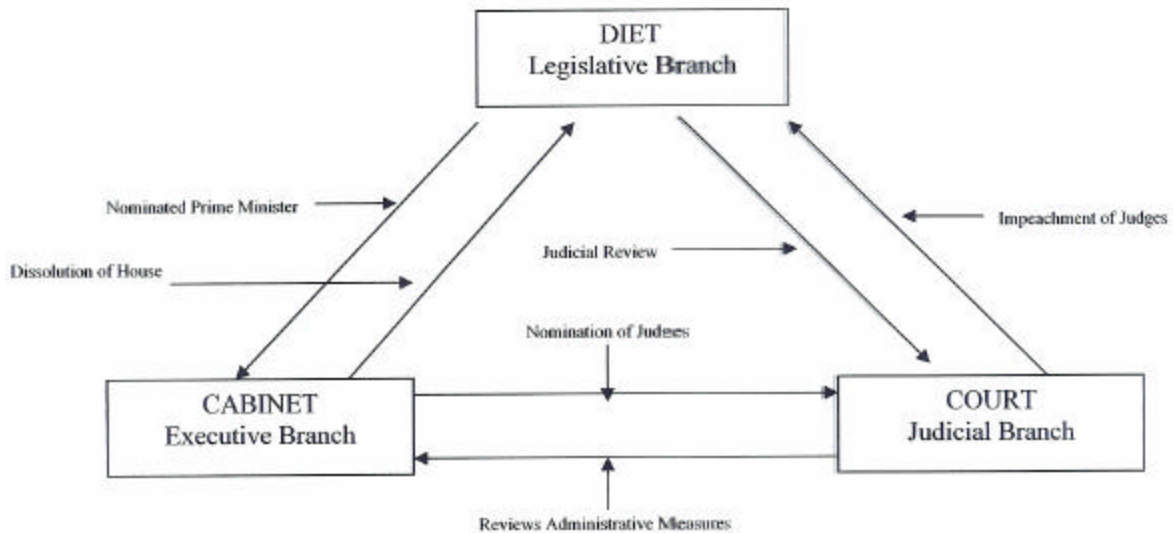 DIET
Legislative Branch
Nominated Prime Minister
Impeachment of Judges
Judicial Review
Dissolution of House
Nomination of Judges
CABINET
Executive Branch
COURT
Judicial Branch
Reviews Administrative Measures